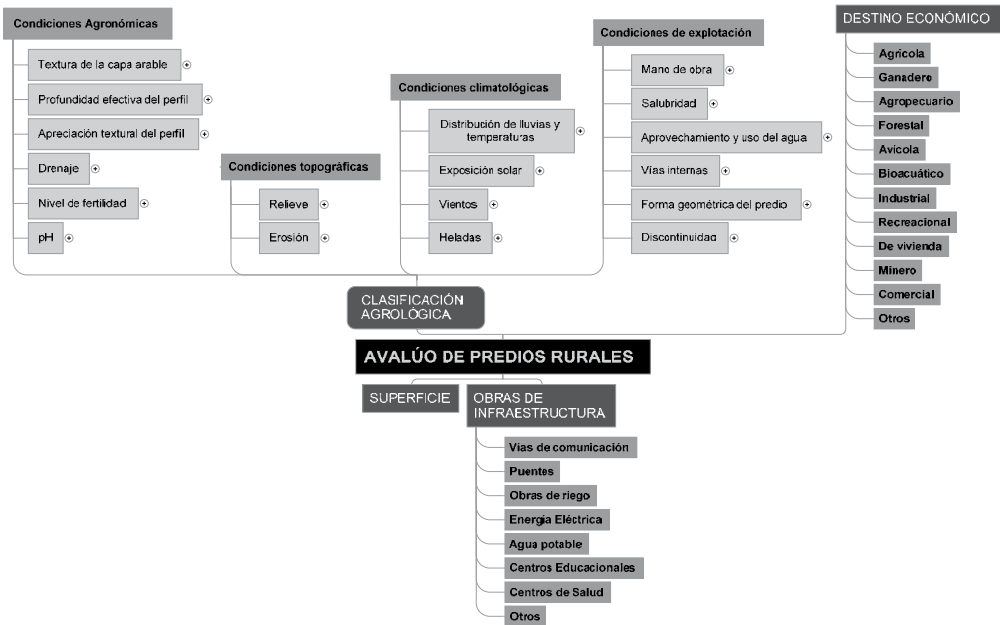 Condiciones Agronómicas
Textura de la capa arable
Profundidad efectiva del perfil
Apreciación textural del perfil
Drenaje
Nivel de fertilidad
pH
Condiciones topográficas
Relieve
Erosión
Condiciones climatológicas
Distribución de lluvias y
temperaturas
Exposición solar
Vientos
Heladas
Condiciones de explotación
Mano de obra
Salubridad
Aprovechamiento y uso del agua
Vías internas
Forma geométrica del predio
Discontinuidad
DESTINO ECONÓMICO
Agrícola
Ganadero
Agropecuario
Forestal
Avícola
Bioacuático
Industrial
Recreacional
De vivienda
Minero
Comercial
Otros
CLASIFICACIÓN
AGROLÓGICA
AVALÚO DE PREDIOS RURALES
SUPERFICIE
OBRAS DE
INFRAESTRUCTURA
Vías de comunicación
Puentes
Obras de riego
Energía Eléctrica
Agua potable
Centros Educacionales
Centros de Salud
Otros